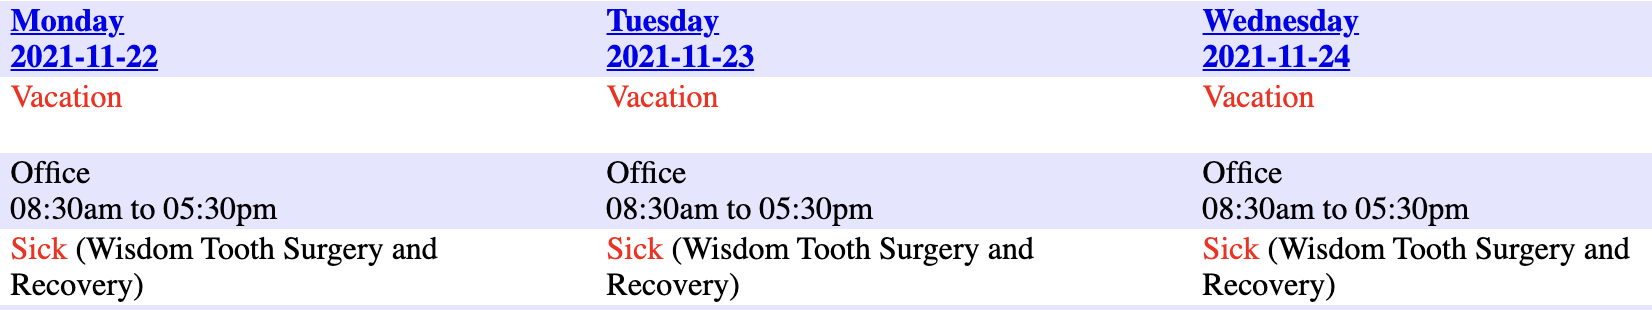 Monday
2021-11-22
Tuesday
2021-11-23
Wednesday
2021-11-24
Vacation
Vacation
Vacation
Office
08:30am to 05:30pm
Office
08:30am to 05:30pm
Office
08:30am to 05:30pm
Sick (Wisdom Tooth Surgery and
Recovery)
Sick (Wisdom Tooth Surgery and
Recovery)
Sick (Wisdom Tooth Surgery and
Recovery)